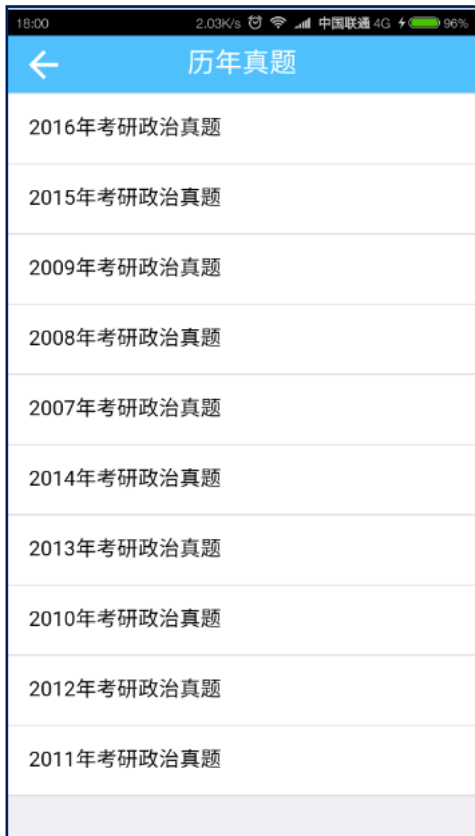 18:00 2.03K/s 中国联通 4G 96%
历年真题
2016年考研政治真题
2015年考研政治真题
2009年考研政治真题
2008年考研政治真题
2007年考研政治真题
2014年考研政治真题
2013年考研政治真题
2010年考研政治真题
2012年考研政治真题
2011年考研政治真题